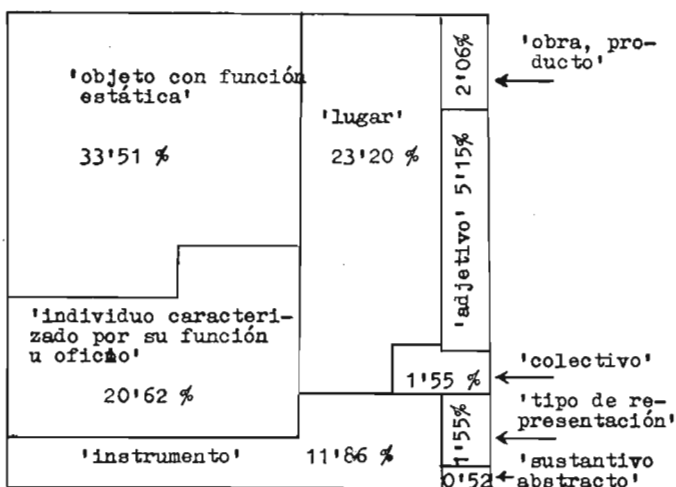 'objeto con función
estática'
33'51 %
'lugar'
23'20 %
2'06%
'obra, pro-
ducto'
'adjetivo' 5'15%
'individuo caracteri-
zado por su función
u oficio'
20'62 %
1'55 %
'colectivo'
1'55%
'tipo de re-
presentación'
'instrumento'
11'86 %
0'52
'sustantivo
abstracto'